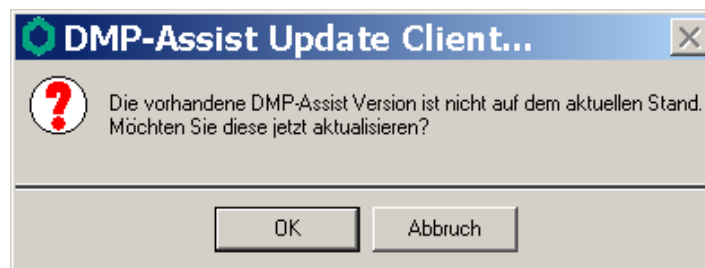 DMP-Assist Update Client...
Die vorhandene DMP-Assist Version ist nicht auf dem aktuellen Stand.
Möchten Sie diese jetzt aktualisieren?
OK Abbruch